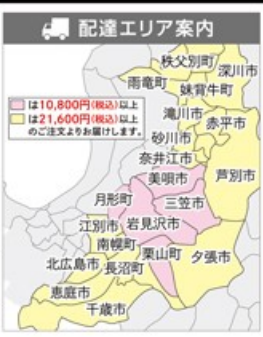 配達エリア案内
秩父別町
深川市
雨竜町
妹背牛町
滝川市
赤平市
砂川市
奈井江市
芦別市
美唄市
月形町
三笠市
江別市
岩見沢市
南幌町
栗山町
夕張市
北広島市
長沼町
恵庭市
千歳市
は10,800円(税込)以上
は21,600円(税込)以上
のご注文よりお届けします。